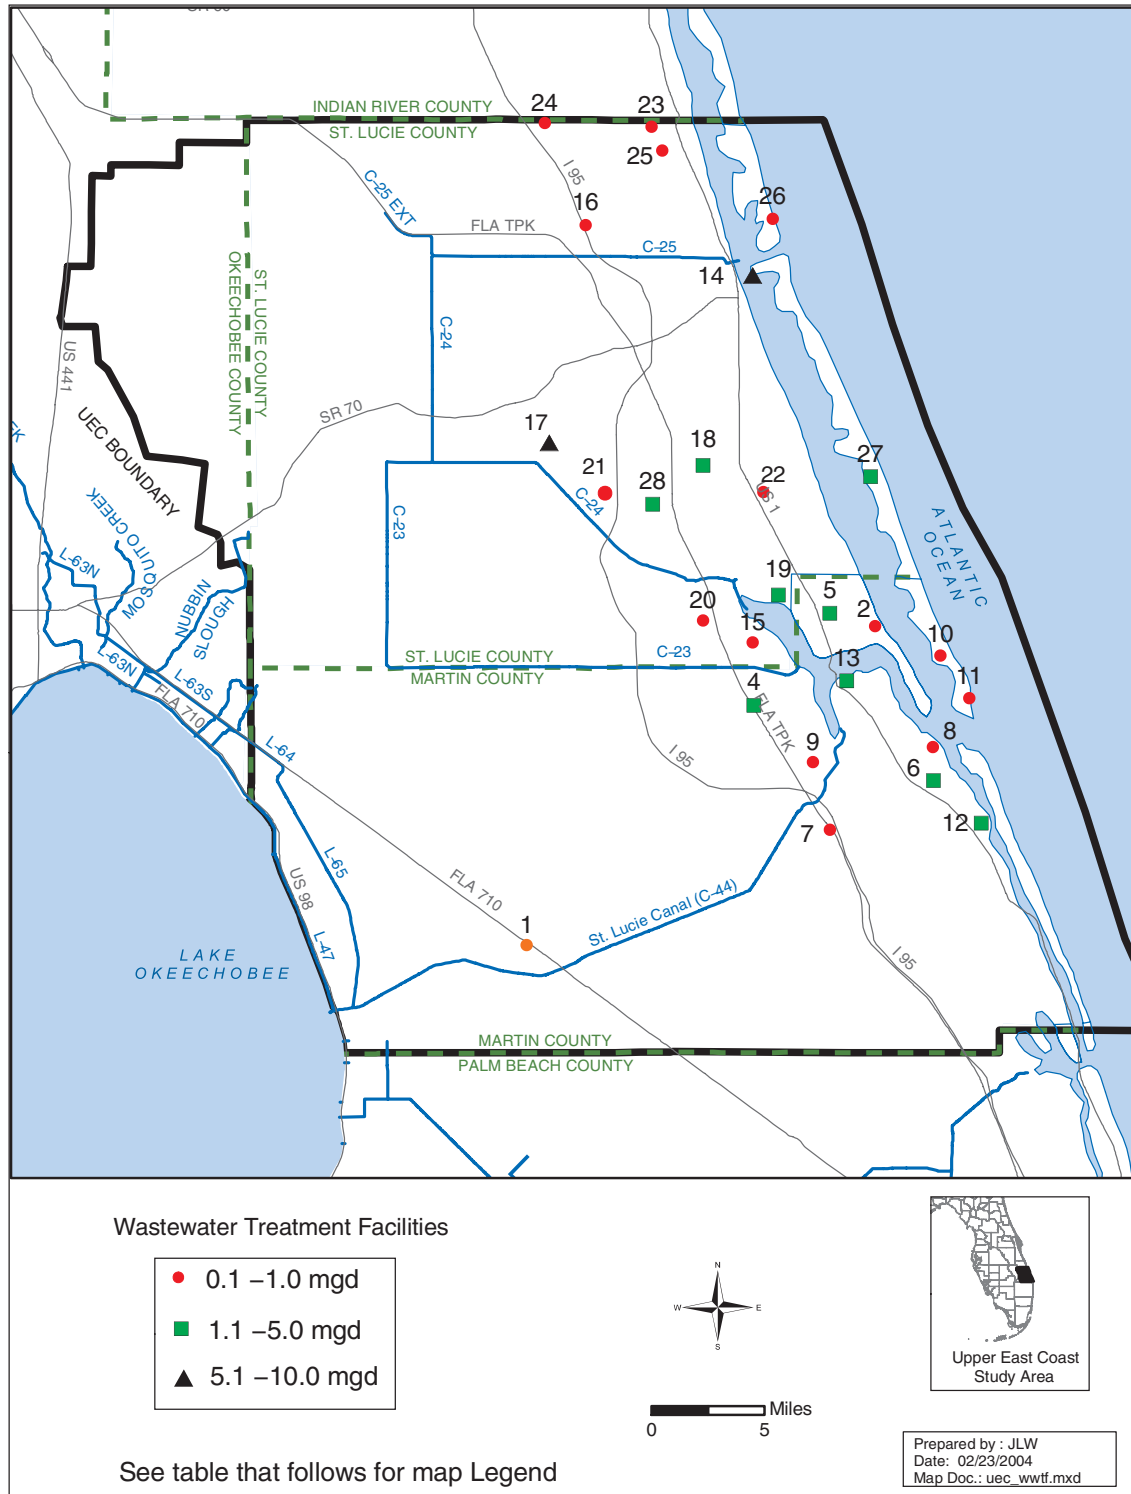 INDIAN RIVER COUNTY
ST. LUCIE COUNTY
24
23
25
I 95
16
26
C-25 EXT
FLA TPK
C-25
14
ST. LUCIE COUNTY
OKEECHOBEE COUNTY
C-24
US 441
SR 70
UEC BOUNDARY
17
18
21
28
22
US 1
27
C-24
C-23
ATLANTIC
OCEAN
MOSQUITO CREEK
L-63N
NUBBIN
SLOUGH
19
5
2
20
15
10
ST. LUCIE COUNTY
C-23
MARTIN COUNTY
L-63N
L-63S
FLA 710
13
11
4
FLA TPK
L-64
I 95
9
8
6
12
7
L-65
US 98
FLA 710
St. Lucie Canal (C-44)
1
L-47
LAKE
OKEECHOBEE
I 95
MARTIN COUNTY
PALM BEACH COUNTY
Wastewater Treatment Facilities
0.1 –1.0 mgd
1.1 –5.0 mgd
5.1 –10.0 mgd
N
W
E
S
Miles
0
5
Upper East Coast
Study Area
See table that follows for map Legend
Prepared by : JLW
Date: 02/23/2004
Map Doc.: uec_wwtf.mxd